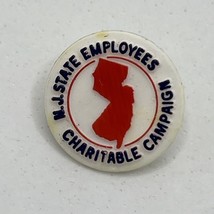 N.J. STATE EMPLOYEES
CHARITABLE CAMPAIGN